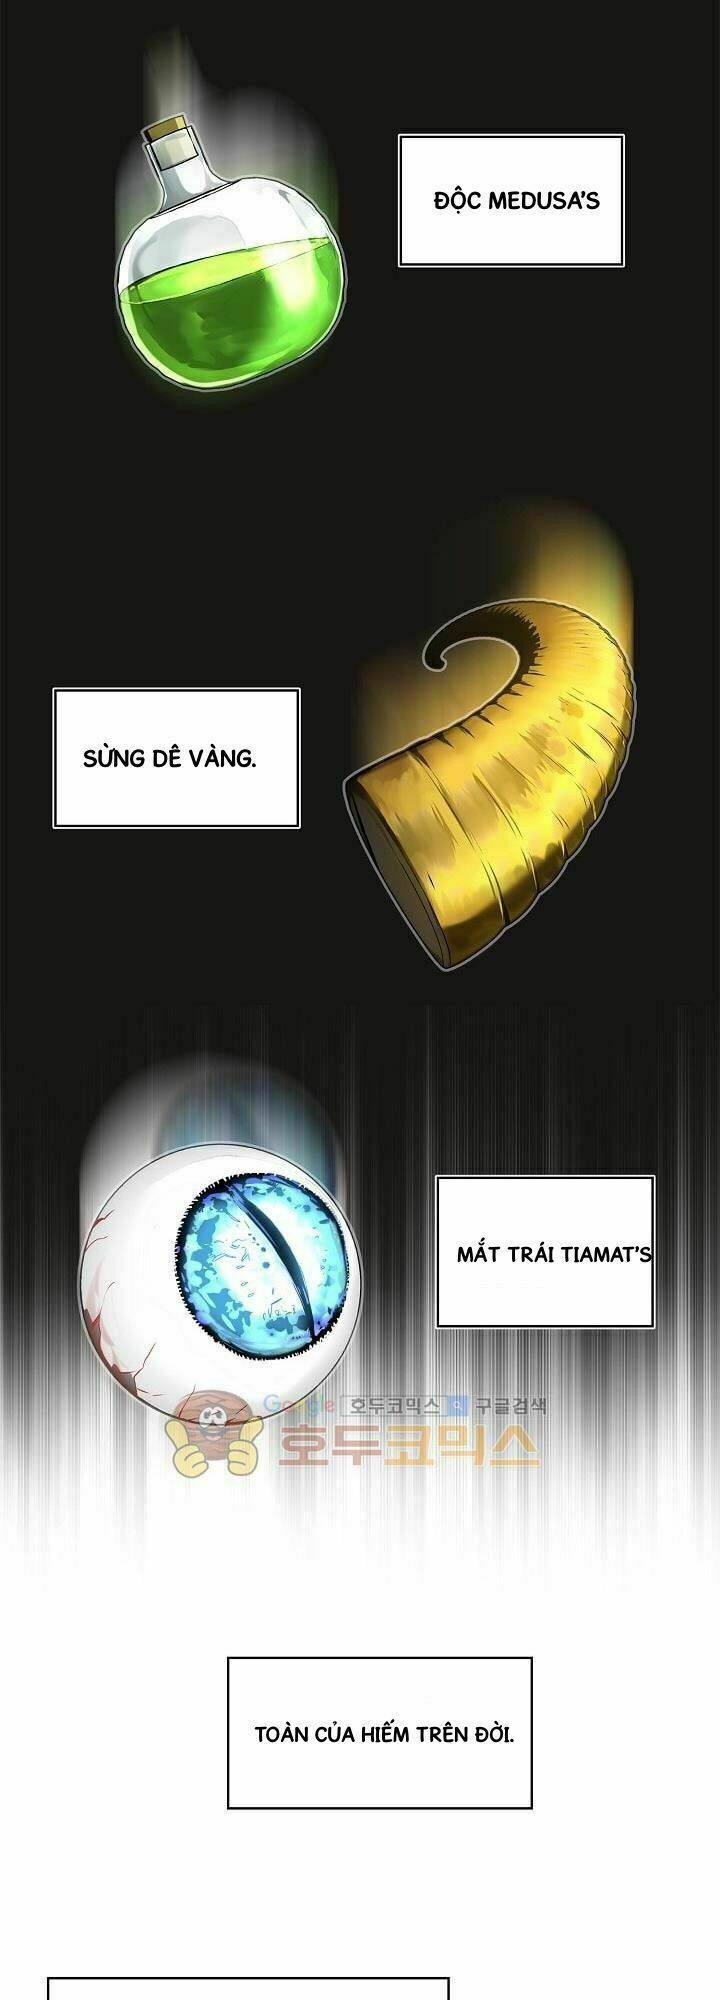 ĐỘC MEDUSA'S
SỪNG DÊ VÀNG.
MẮT TRÁI TIAMAT'S
Google 호두코믹스 구글검색
호두코믹스
TOÀN CỦA HIẾM TRÊN ĐỜI.